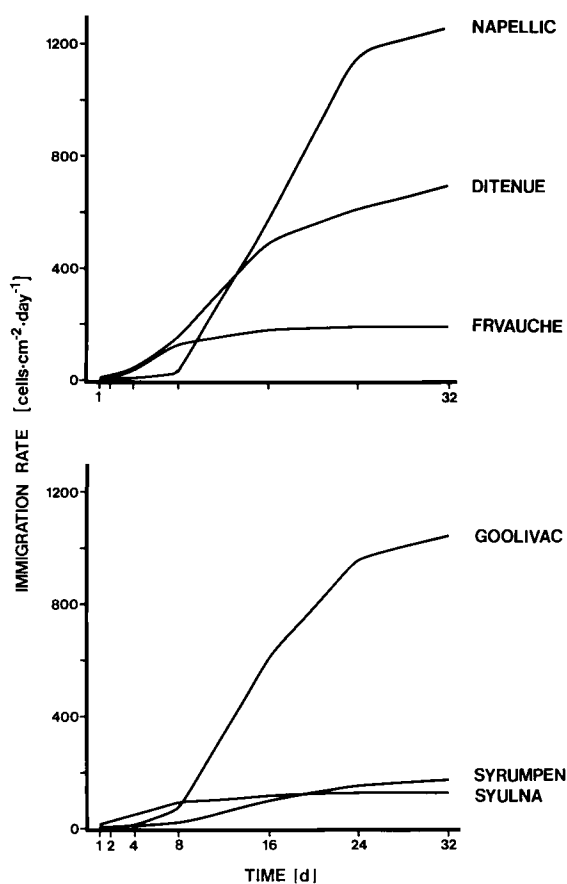 1200
800
400
0
1
32
NAPELLIC
DITENUE
FRVAUCHE
IMMIGRATION RATE [cells·cm-2·day-1]
1200
800
400
0
1 2 4 8 16 24 32
GOOLIVAC
SYRUMPEN
SYULNA
TIME [d]